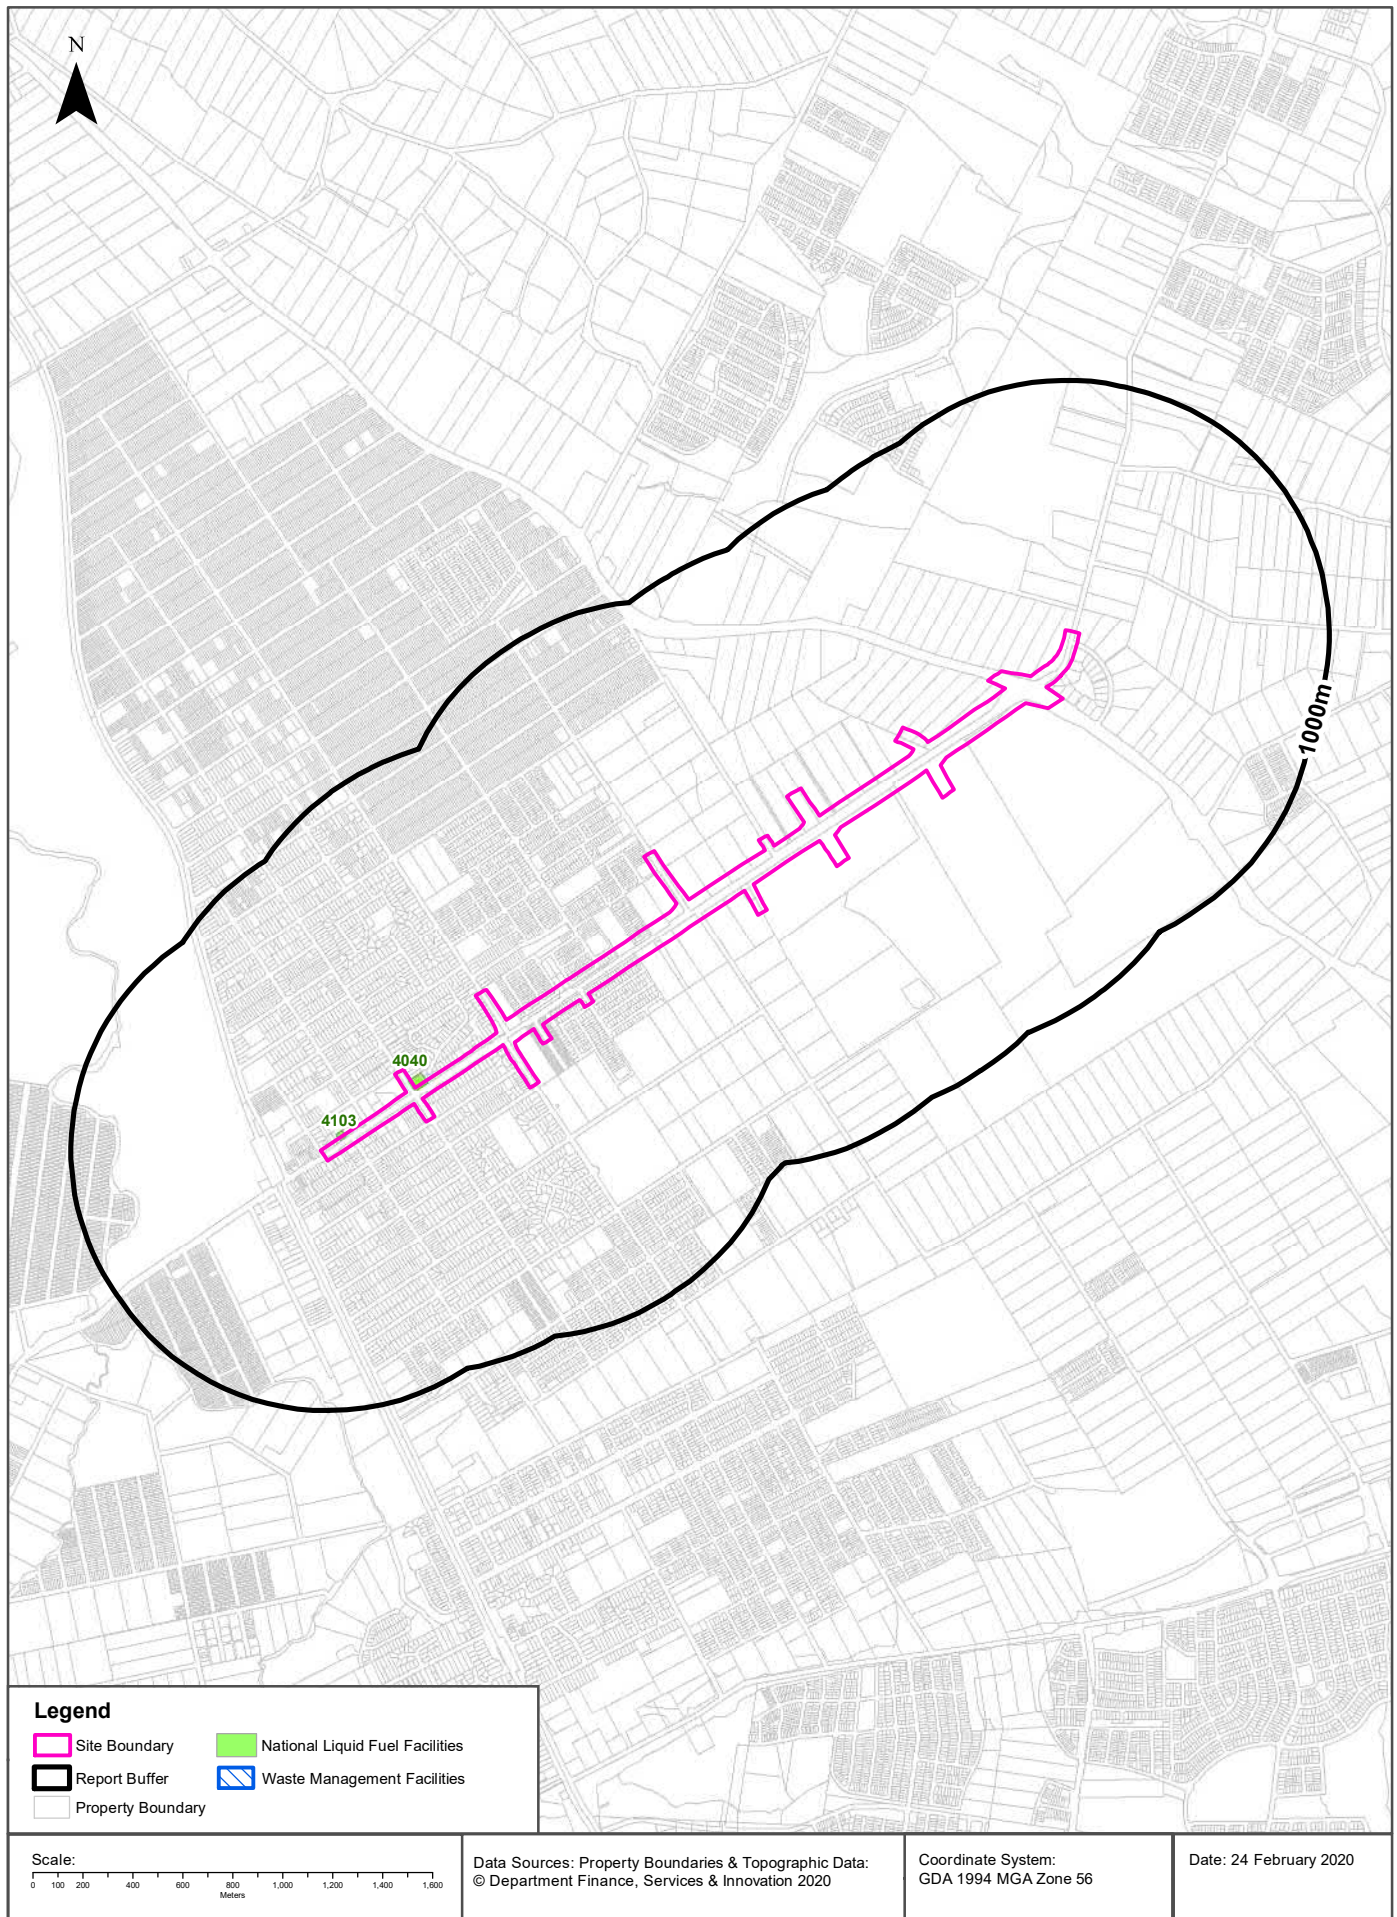 N
1000m
4040
4103
Legend
Site Boundary
National Liquid Fuel Facilities
Report Buffer
Waste Management Facilities
Property Boundary
Scale:
0 100 200 400 600 800 1,000 1,200 1,400 1,600
Meters
Data Sources: Property Boundaries & Topographic Data:
© Department Finance, Services & Innovation 2020
Coordinate System:
GDA 1994 MGA Zone 56
Date: 24 February 2020